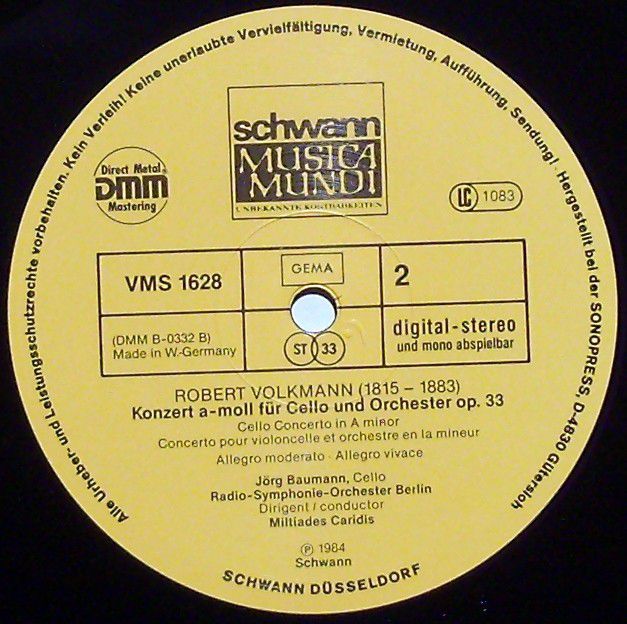 Alle Urheber- und Leistungsschutzrechte vorbehalten. Kein Verleih! Keine unerlaubte Vervielfältigung, Vermietung, Aufführung, Sendung! · Hergestellt bei der SONOPRESS, D-4830 Gütersloh
schwann
MUSICA
MUNDI
UNBEKANNTE KOSTBARKEITEN
Direct Metal
DMM
Mastering
LC 1083
VMS 1628
GEMA
2
(DMM B-0332 B)
Made in W.-Germany
ST 33
digital-stereo
und mono abspielbar
ROBERT VOLKMANN (1815 – 1883)
Konzert a-moll für Cello und Orchester op. 33
Cello Concerto in A minor
Concerto pour violoncelle et orchestre en la mineur
Allegro moderato · Allegro vivace
Jörg Baumann, Cello
Radio-Symphonie-Orchester Berlin
Dirigent / conductor
Miltiades Caridis
Ⓟ 1984
Schwann
SCHWANN DÜSSELDORF